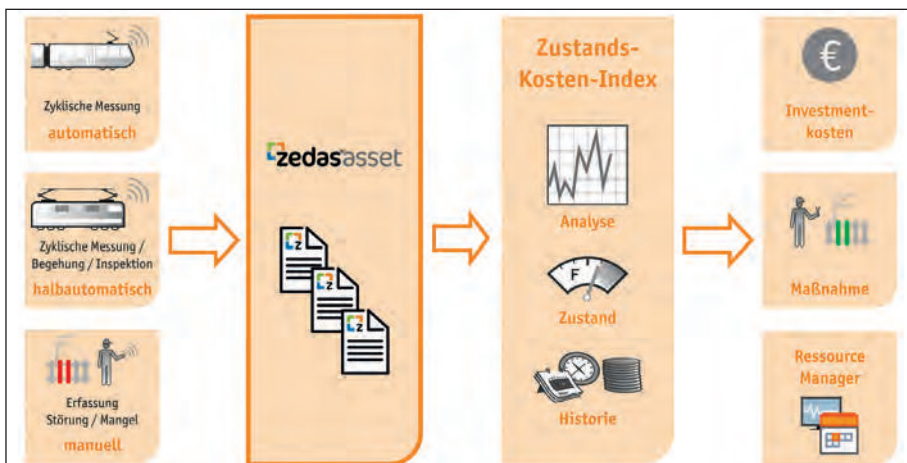 Zyklische Messung
automatisch
Zyklische Messung /
Begehung / Inspektion
halbautomatisch
Erfassung
Störung / Mangel
manuell
zedas asset
z
z
z
Zustands-
Kosten-Index
Analyse
F
Zustand
Historie
€
Investment-
kosten
Maßnahme
Ressource
Manager